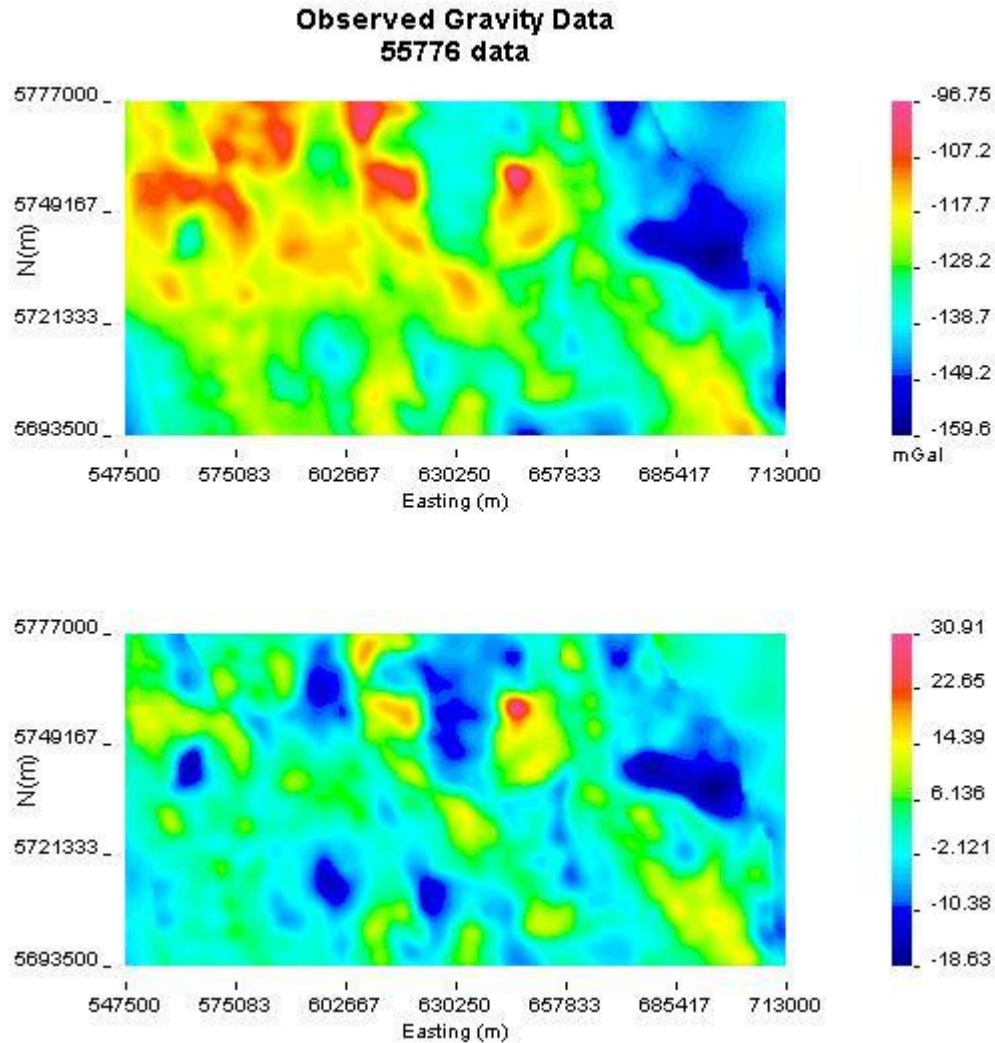 Observed Gravity Data
55776 data
5777000
5749167
5721333
5693500
N(m)
547500 575083 602667 630250 657833 685417 713000
Easting (m)
-96.75
-107.2
-117.7
-128.2
-138.7
-149.2
-159.6
mGal
5777000
5749167
5721333
5693500
N(m)
547500 575083 602667 630250 657833 685417 713000
Easting (m)
30.91
22.65
14.39
6.136
-2.121
-10.38
-18.63